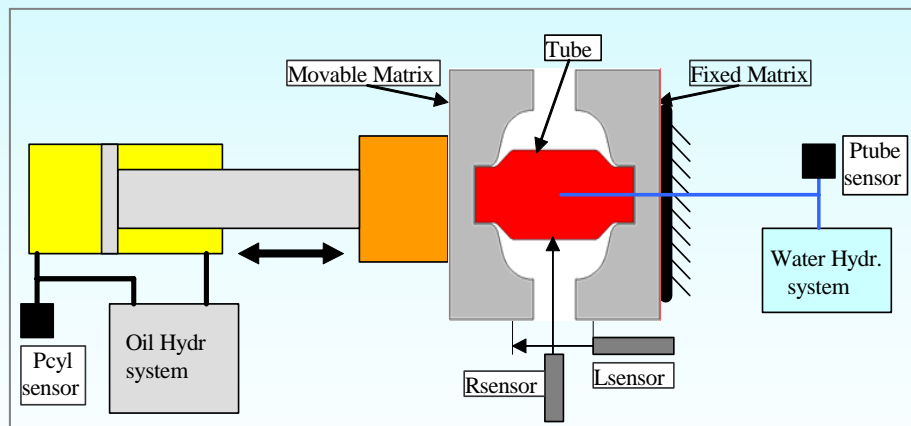 Tube
Movable Matrix
Fixed Matrix
Ptube
sensor
Water Hydr.
system
Oil Hydr
system
Pcyl
sensor
Rsensor
Lsensor